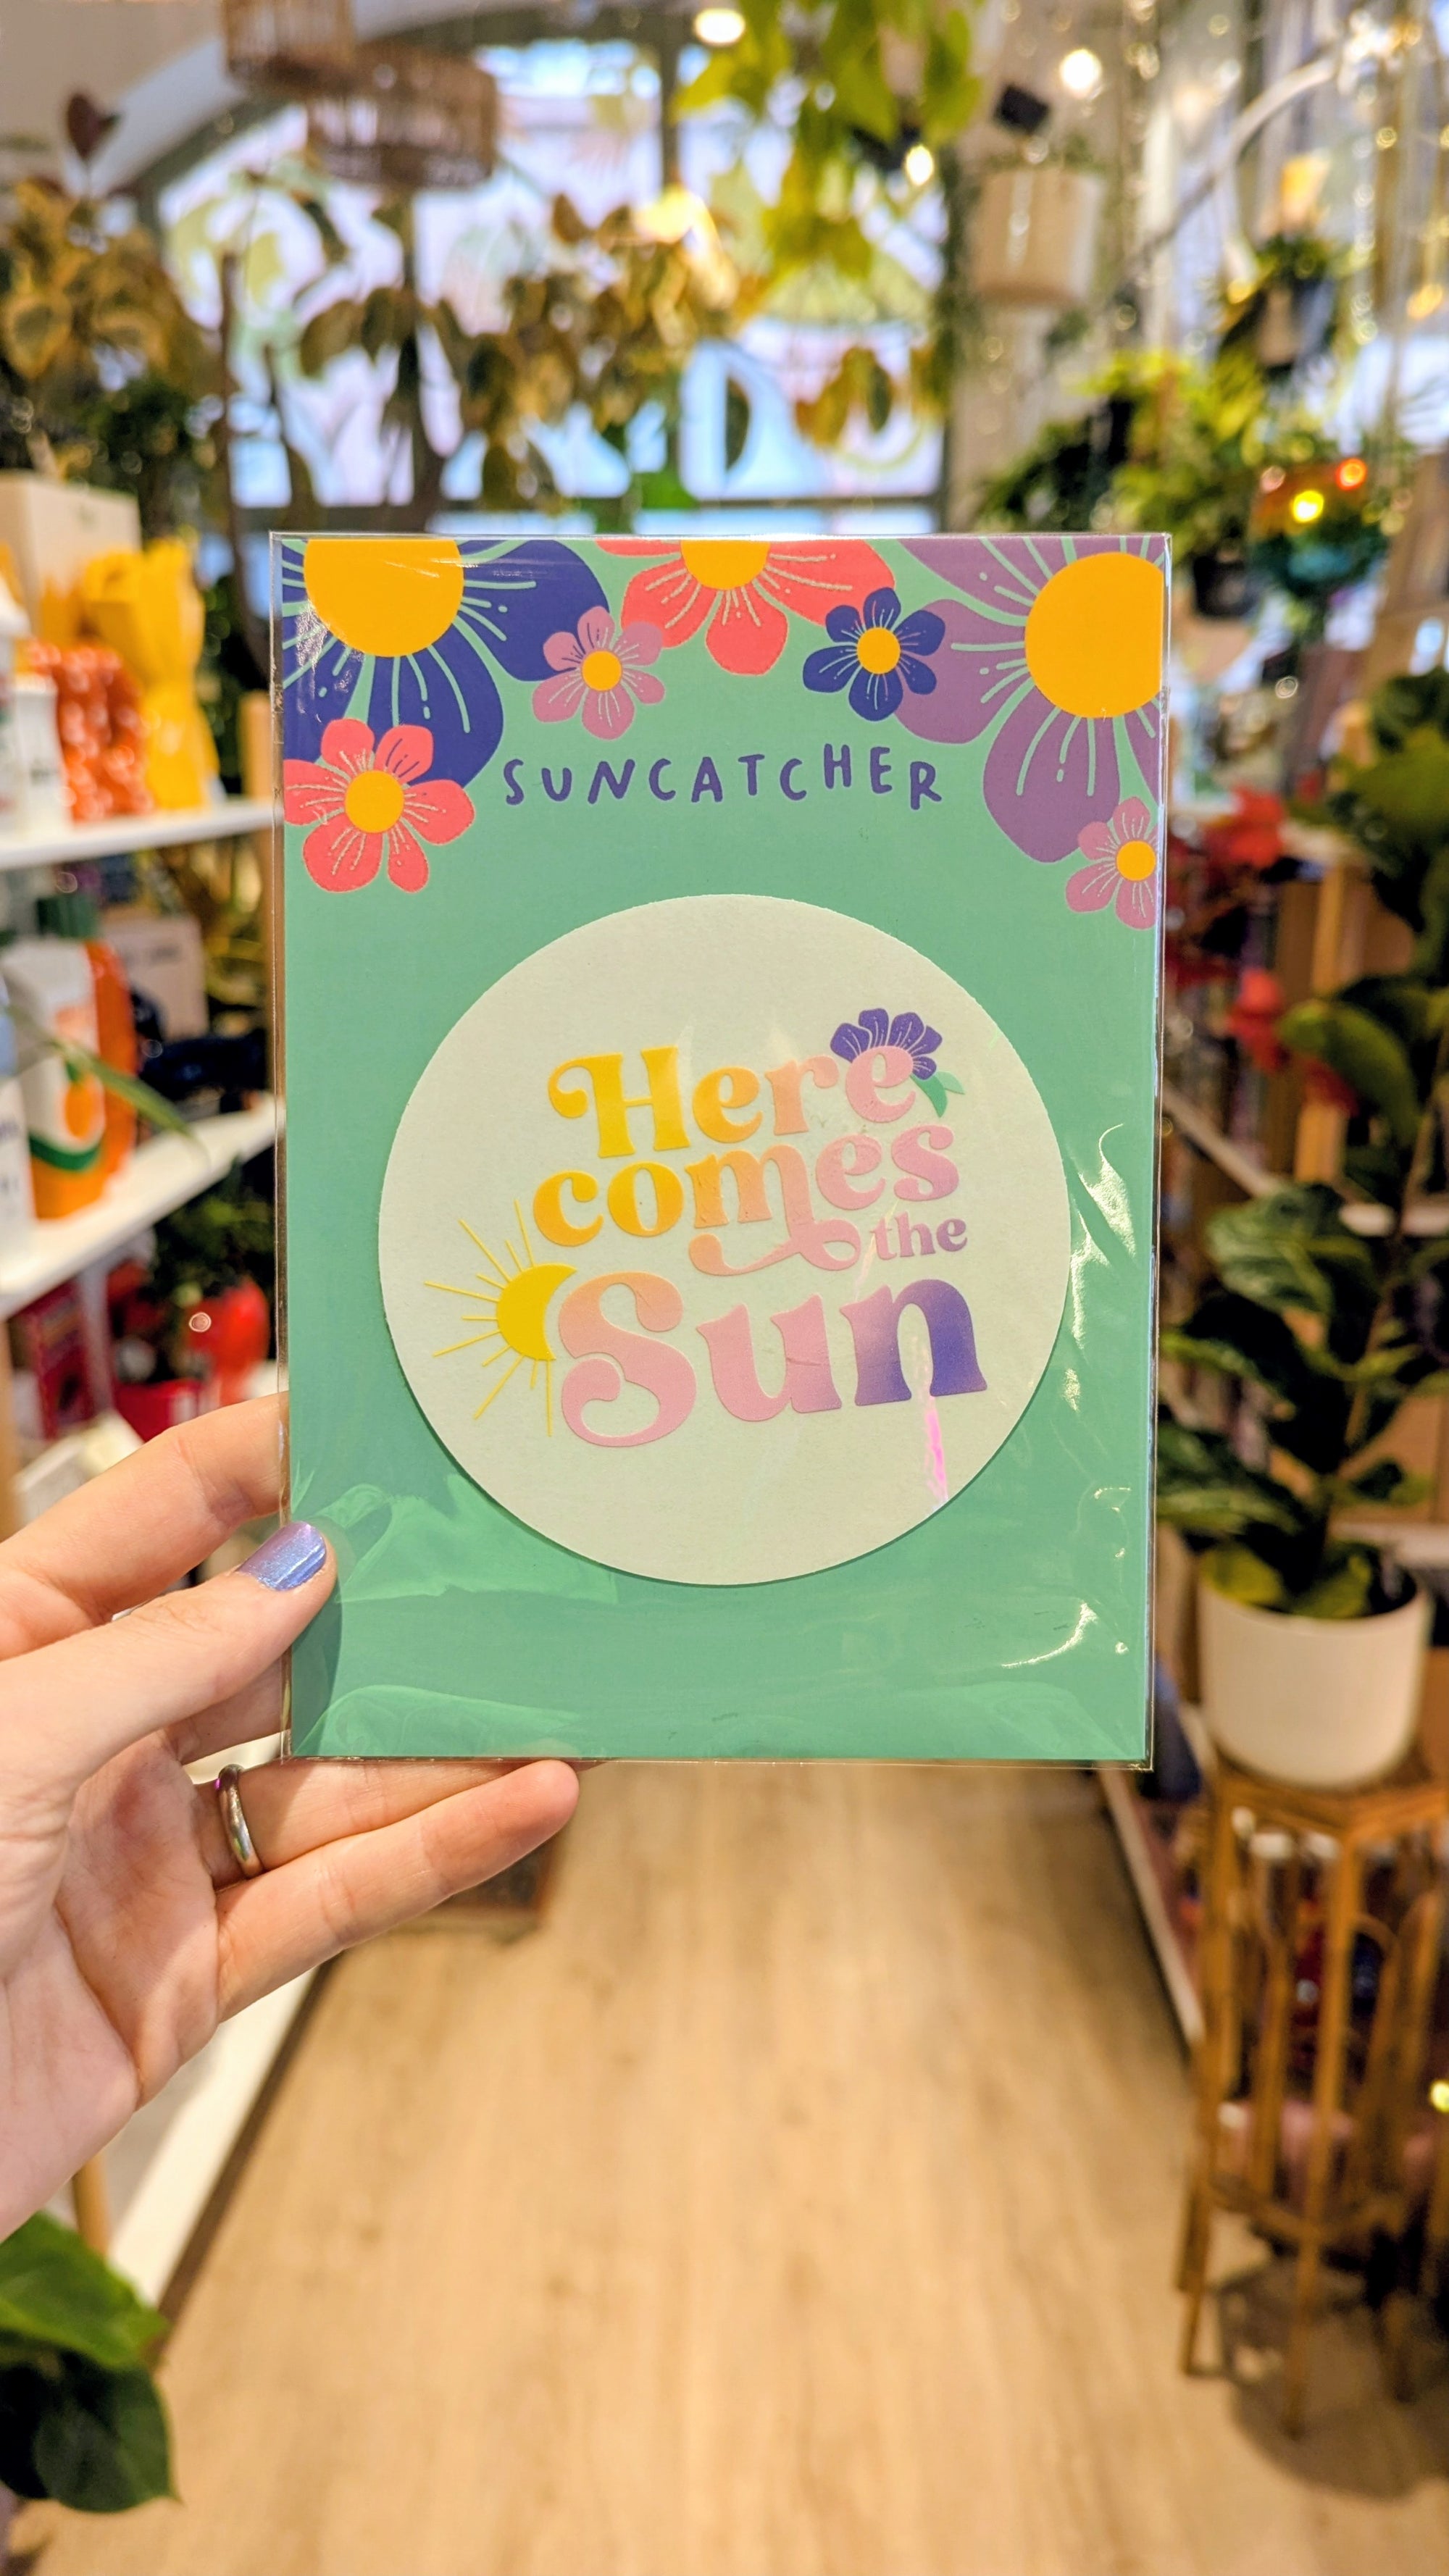 SUNCATCHER
Here
comes
the
Sun